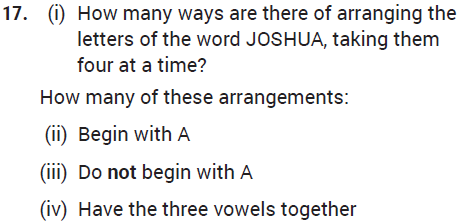 17. (i) How many ways are there of arranging the
letters of the word JOSHUA, taking them
four at a time?
How many of these arrangements:
(ii) Begin with A
(iii) Do not begin with A
(iv) Have the three vowels together